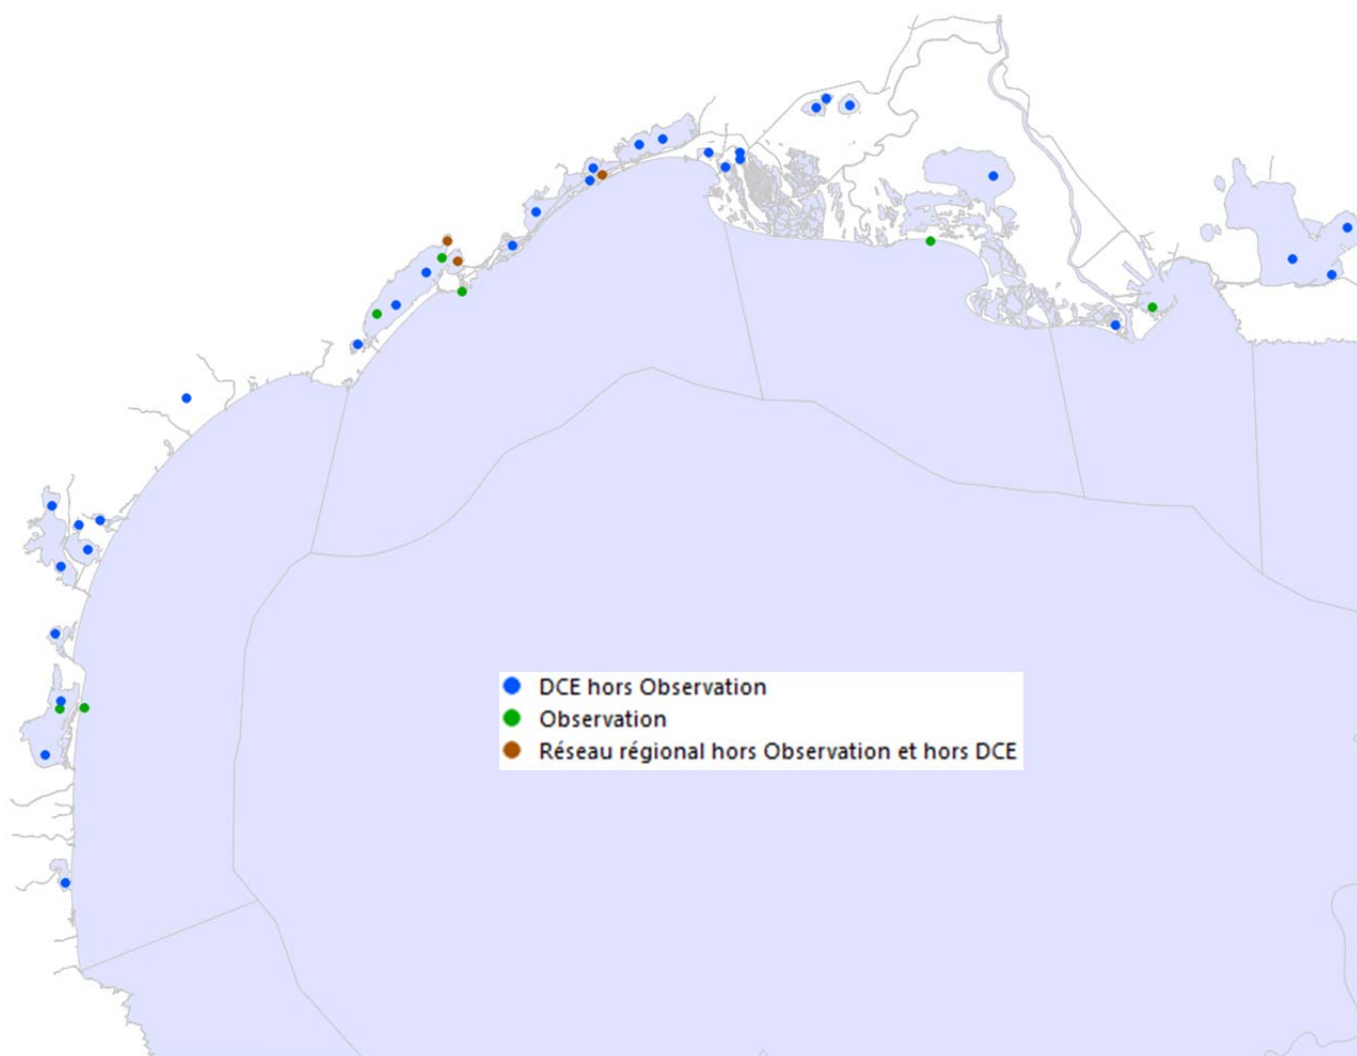 DCE hors Observation
Observation
Réseau régional hors Observation et hors DCE